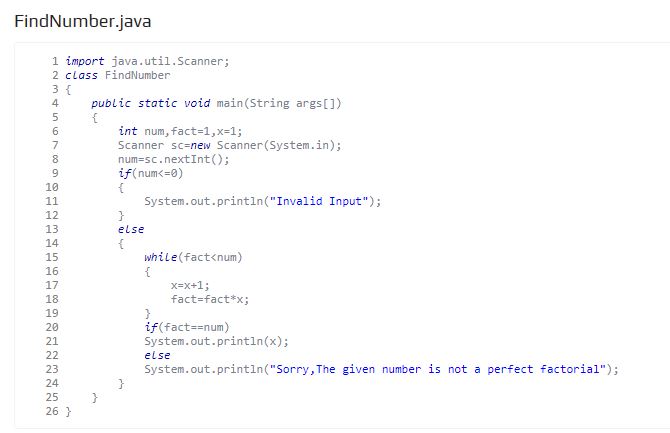 FindNumber.java
1 import java.util.Scanner;
2 class FindNumber
3 {
4     public static void main(String args[])
5     {
6         int num,fact=1,x=1;
7         Scanner sc=new Scanner(System.in);
8         num=sc.nextInt();
9         if(num<=0)
10         {
11             System.out.println("Invalid Input");
12         }
13         else
14         {
15             while(fact<num)
16             {
17                 x=x+1;
18                 fact=fact*x;
19             }
20             if(fact==num)
21             System.out.println(x);
22             else
23             System.out.println("Sorry,The given number is not a perfect factorial");
24         }
25     }
26 }